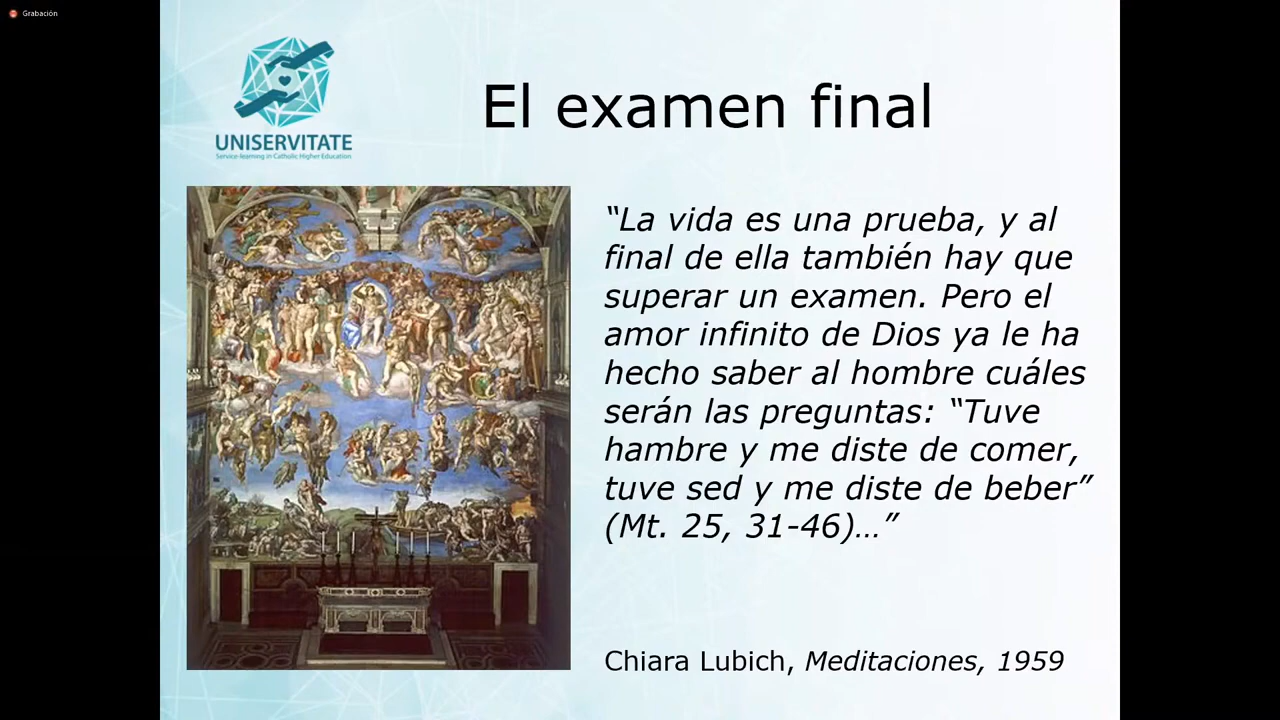 Grabación
UNISERVITATE
Service-learning in Catholic Higher Education
El examen final
“La vida es una prueba, y al
final de ella también hay que
superar un examen. Pero el
amor infinito de Dios ya le ha
hecho saber al hombre cuáles
serán las preguntas: “Tuve
hambre y me diste de comer,
tuve sed y me diste de beber”
(Mt. 25, 31-46)…”
Chiara Lubich, Meditaciones, 1959